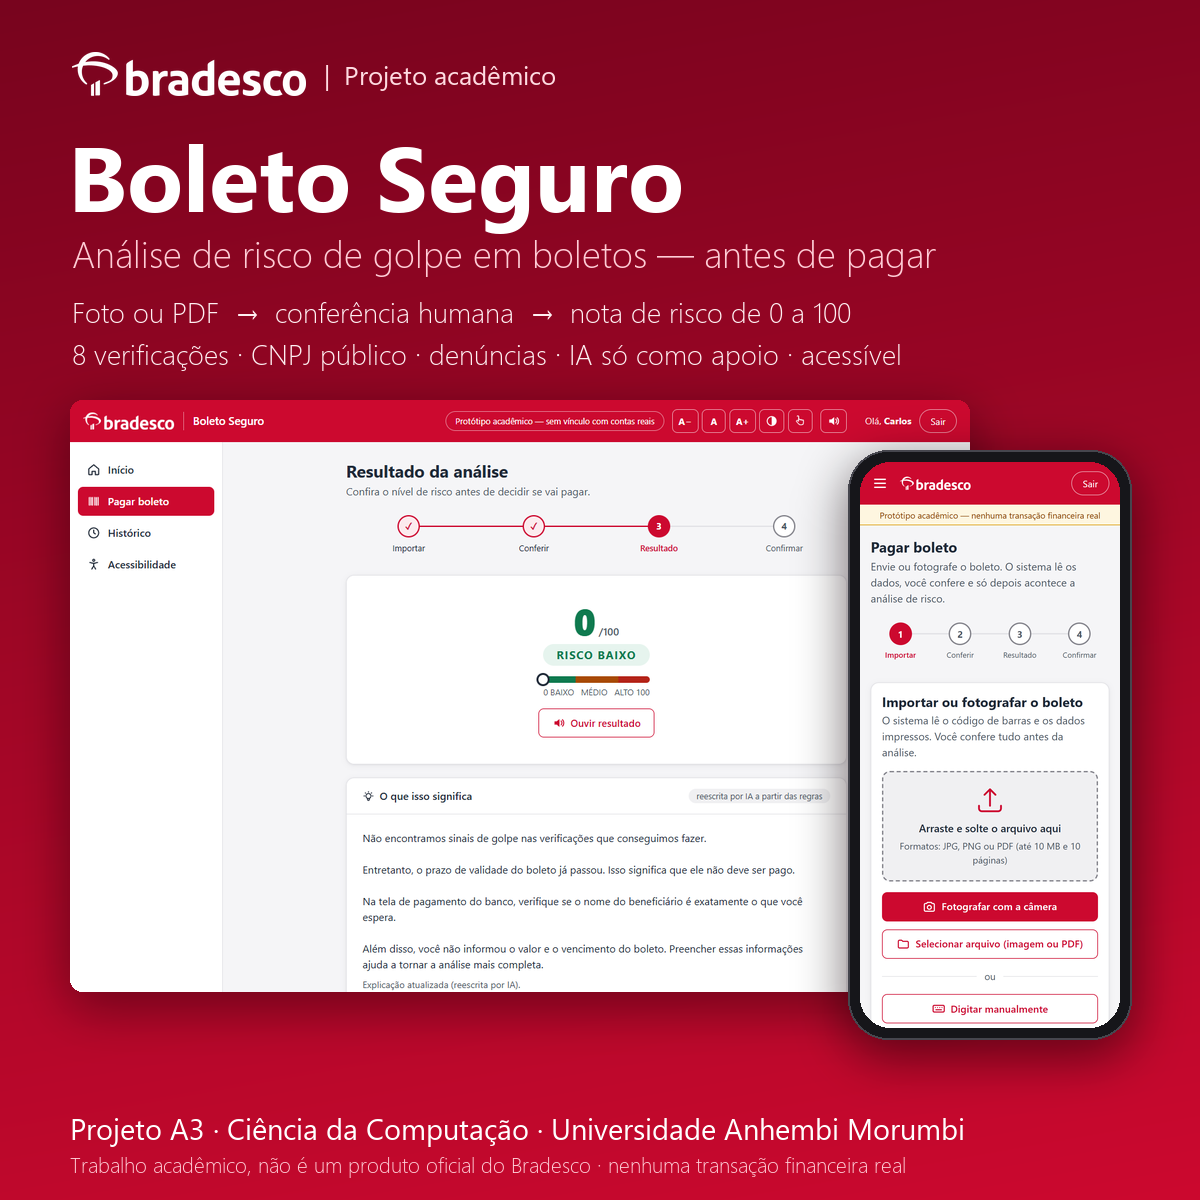 bradesco | Projeto acadêmico
Boleto Seguro
Análise de risco de golpe em boletos — antes de pagar
Foto ou PDF → conferência humana → nota de risco de 0 a 100
8 verificações · CNPJ público · denúncias · IA só como apoio · acessível
bradesco | Boleto Seguro
Protótipo acadêmico — sem vínculo com contas reais
A− A A+
Olá, Carlos
Sair
Início
Pagar boleto
Histórico
Acessibilidade
Resultado da análise
Confira o nível de risco antes de decidir se vai pagar.
✓ ✓ 3 4
Importar Conferir Resultado Confirmar
0 /100
RISCO BAIXO
0 BAIXO MÉDIO ALTO 100
Ouvir resultado
O que isso significa
reescrita por IA a partir das regras
Não encontramos sinais de golpe nas verificações que conseguimos fazer.
Entretanto, o prazo de validade do boleto já passou. Isso significa que ele não deve ser pago.
Na tela de pagamento do banco, verifique se o nome do beneficiário é exatamente o que você
espera.
Além disso, você não informou o valor e o vencimento do boleto. Preencher essas informações
ajuda a tornar a análise mais completa.
Explicação atualizada (reescrita por IA).
bradesco
Sair
Protótipo acadêmico — nenhuma transação financeira real
Pagar boleto
Envie ou fotografe o boleto. O sistema lê os
dados, você confere e só depois acontece a
análise de risco.
1 2 3 4
Importar Conferir Resultado Confirmar
Importar ou fotografar o boleto
O sistema lê o código de barras e os dados
impressos. Você confere tudo antes da
análise.
Arraste e solte o arquivo aqui
Formatos: JPG, PNG ou PDF (até 10 MB e 10
páginas)
Fotografar com a câmera
Selecionar arquivo (imagem ou PDF)
ou
Digitar manualmente
Projeto A3 · Ciência da Computação · Universidade Anhembi Morumbi
Trabalho acadêmico, não é um produto oficial do Bradesco · nenhuma transação financeira real